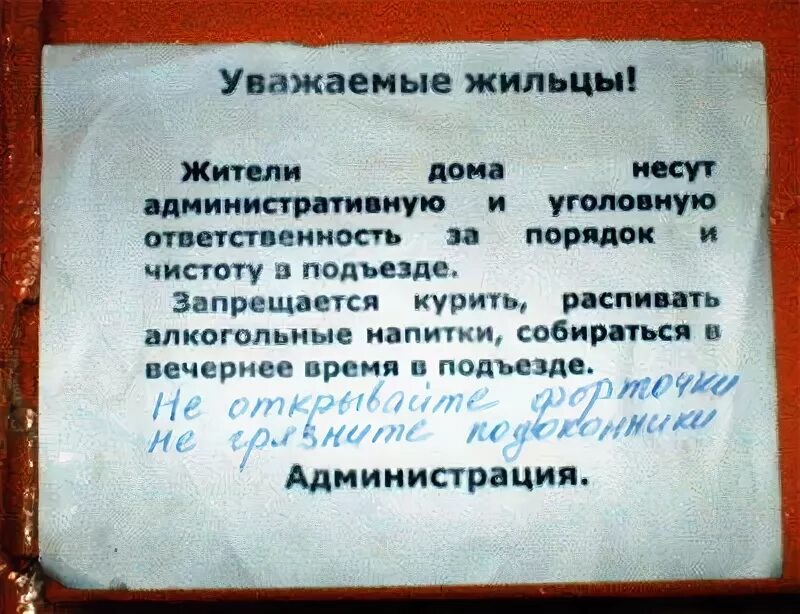 Уважаемые жильцы!
Жители дома несут
административную и уголовную
ответственность за порядок и
чистоту в подъезде.
Запрещается курить, распивать
алкогольные напитки, собираться в
вечернее время в подъезде.
Не открывайте форточки
не грязните подоконники
Администрация.